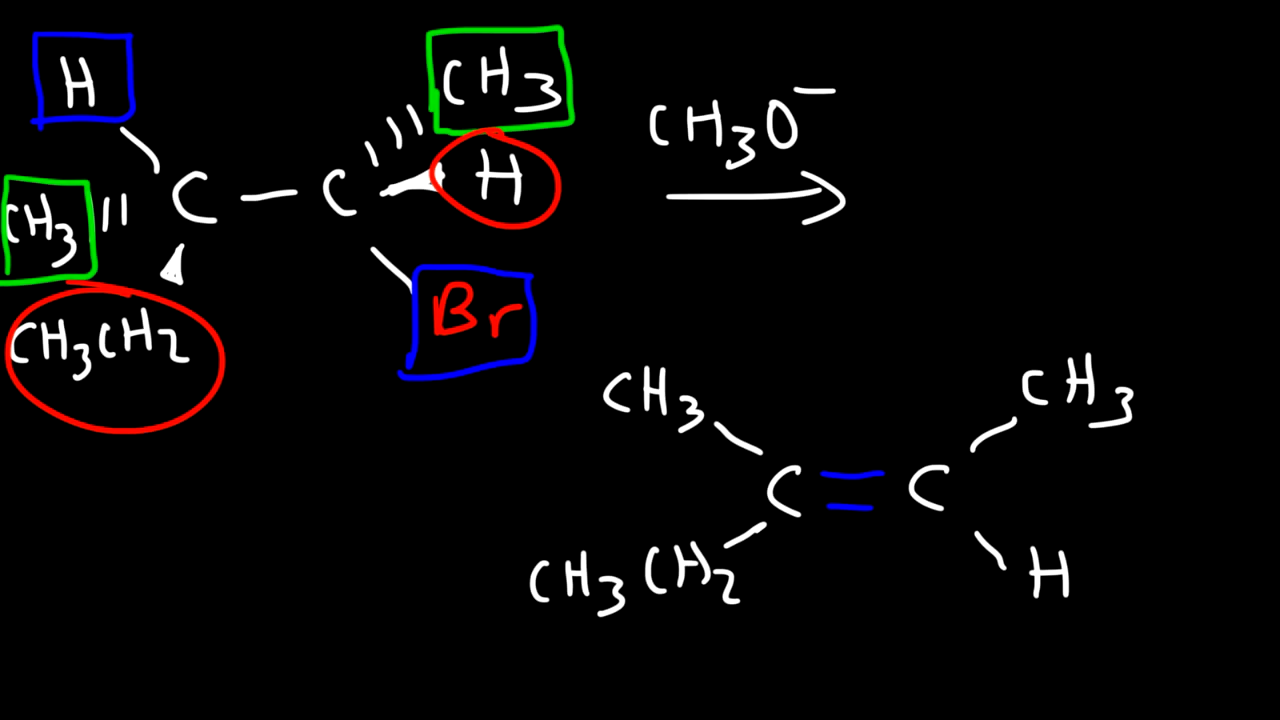 H CH3
CH3O⁻
CH3 C — C H
Br
CH3CH2
CH3 CH3
C = C
CH3CH2 H